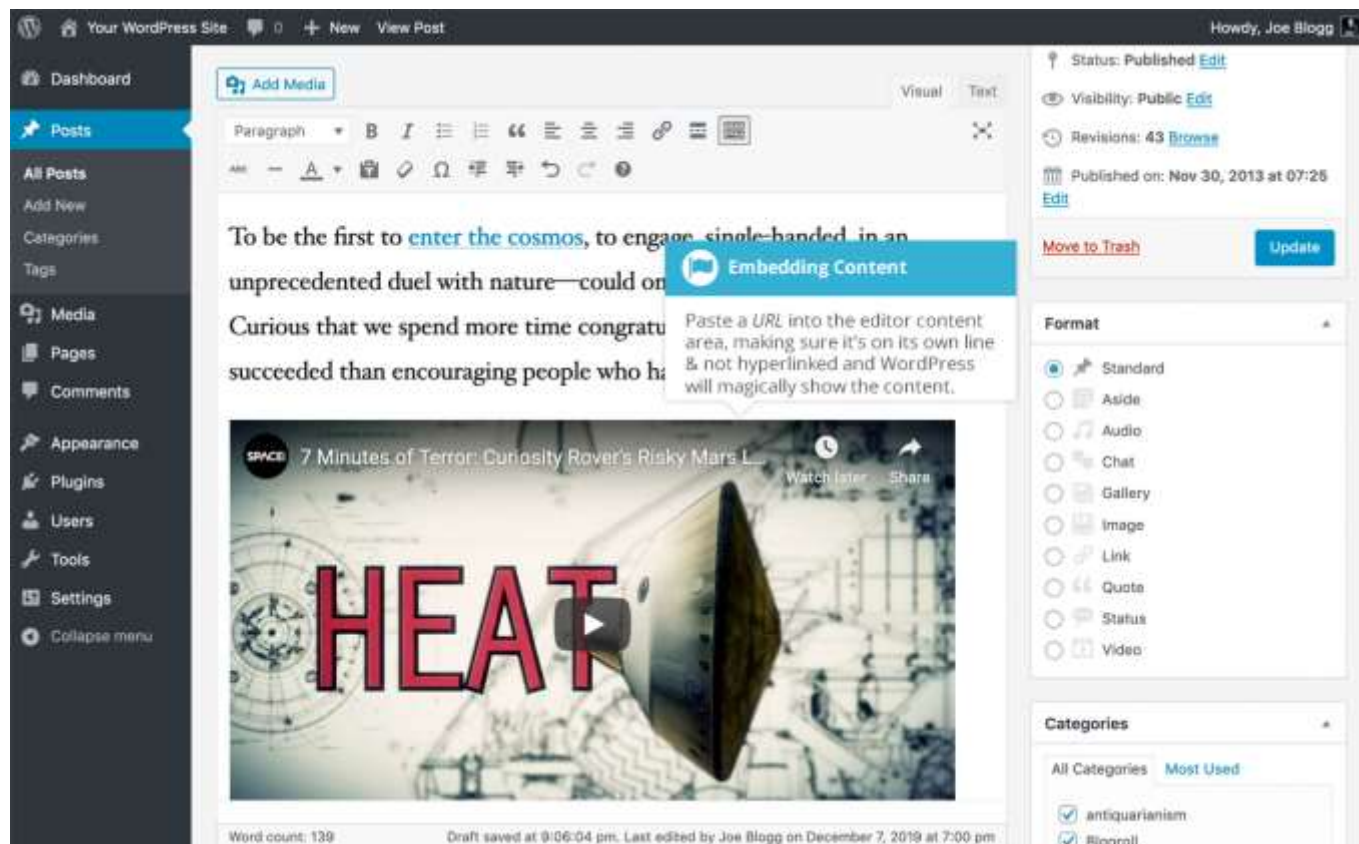 Your WordPress Site 0 + New View Post Howdy, Joe Blogg
Dashboard
Posts
All Posts
Add New
Categories
Tags
Media
Pages
Comments
Appearance
Plugins
Users
Tools
Settings
Collapse menu
Add Media
Visual Text
Paragraph B I
ABC A Ω
To be the first to enter the cosmos, to engage, single-handed, in an
unprecedented duel with nature—could on
Curious that we spend more time congratu
succeeded than encouraging people who ha
Embedding Content
Paste a URL into the editor content
area, making sure it's on its own line
& not hyperlinked and WordPress
will magically show the content.
SPACE 7 Minutes of Terror: Curiosity Rover's Risky Mars L...
Watch later Share
HEAT
Word count: 139 Draft saved at 9:06:04 pm. Last edited by Joe Blogg on December 7, 2019 at 7:00 pm
Status: Published Edit
Visibility: Public Edit
Revisions: 43 Browse
Published on: Nov 30, 2013 at 07:25
Edit
Move to Trash Update
Format
Standard
Aside
Audio
Chat
Gallery
Image
Link
Quote
Status
Video
Categories
All Categories Most Used
antiquarianism
Blogroll